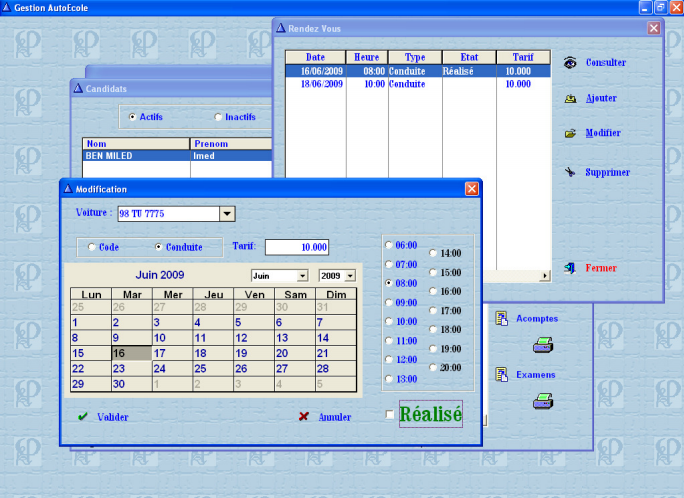 Gestion AutoEcole
Rendez Vous
Date Heure Type Etat Tarif
16/06/2009 08:00 Conduite Réalisé 10.000
18/06/2009 10:00 Conduite 10.000
Consulter
Ajouter
Modifier
Supprimer
Fermer
Candidats
Actifs Inactifs
Nom Prenom
BEN MILED Imed
Modification
Voiture : 98 TU 7775
Code Conduite Tarif: 10.000
Juin 2009 Juin 2009
Lun Mar Mer Jeu Ven Sam Dim
25 26 27 28 29 30 31
1 2 3 4 5 6 7
8 9 10 11 12 13 14
15 16 17 18 19 20 21
22 23 24 25 26 27 28
29 30 1 2 3 4 5
06:00
07:00
08:00
09:00
10:00
11:00
12:00
13:00
14:00
15:00
16:00
17:00
18:00
19:00
20:00
Valider Annuler Réalisé
Acomptes
Examens